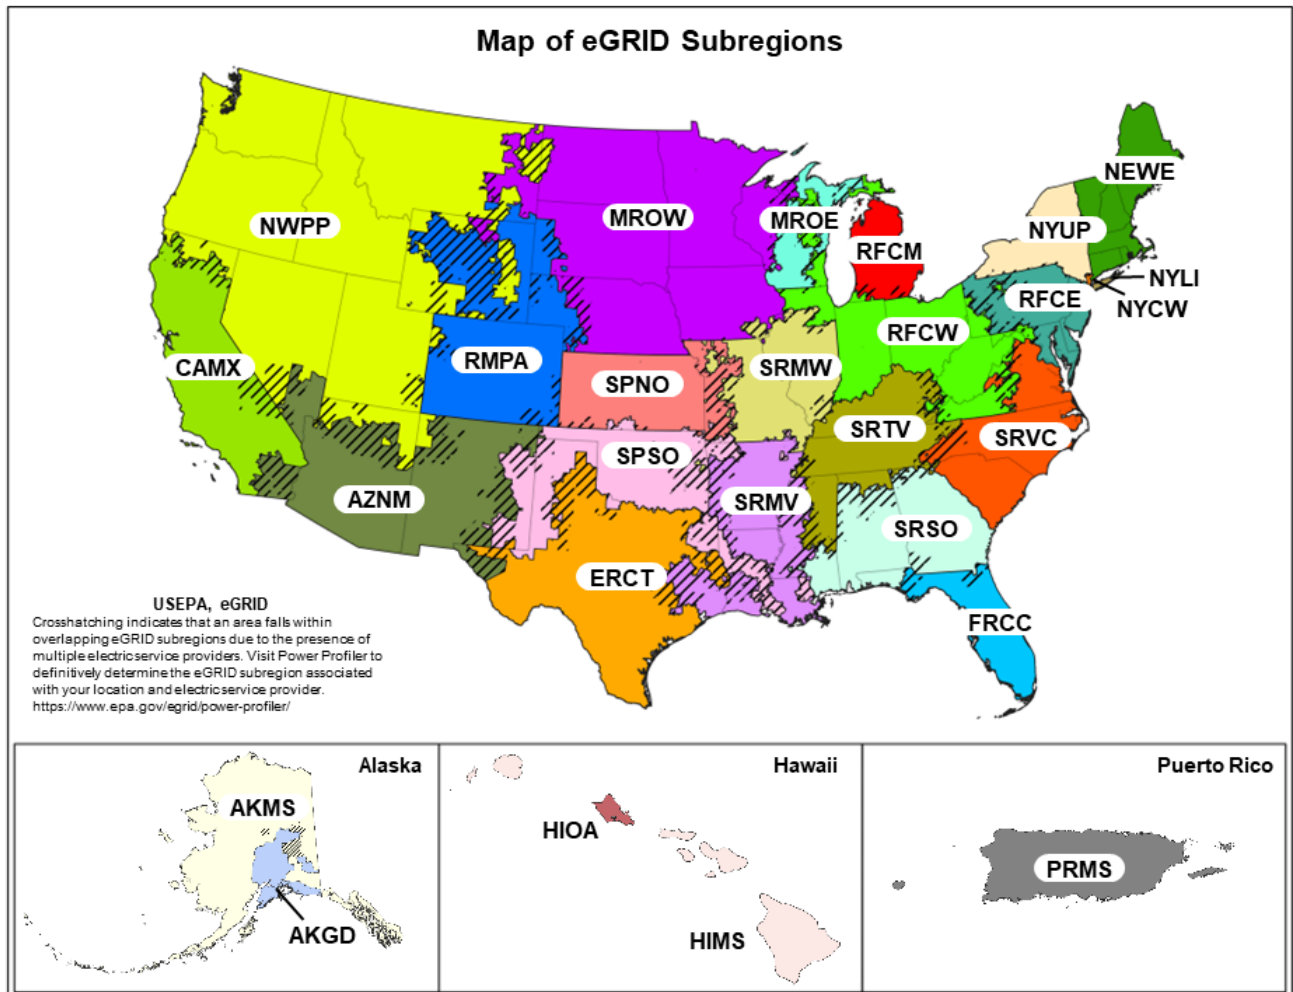 Map of eGRID Subregions
NEWE
NWPP
MROW
MROE
NYUP
RFCM
NYLI
RFCE
NYCW
RFCW
CAMX
RMPA
SRMW
SPNO
SRTV
SRVC
SPSO
AZNM
SRMV
SRSO
ERCT
FRCC
USEPA, eGRID
Crosshatching indicates that an area falls within
overlapping eGRID subregions due to the presence of
multiple electric service providers. Visit Power Profiler to
definitively determine the eGRID subregion associated
with your location and electric service provider.
https://www.epa.gov/egrid/power-profiler/
Alaska
AKMS
AKGD
Hawaii
HIOA
HIMS
Puerto Rico
PRMS